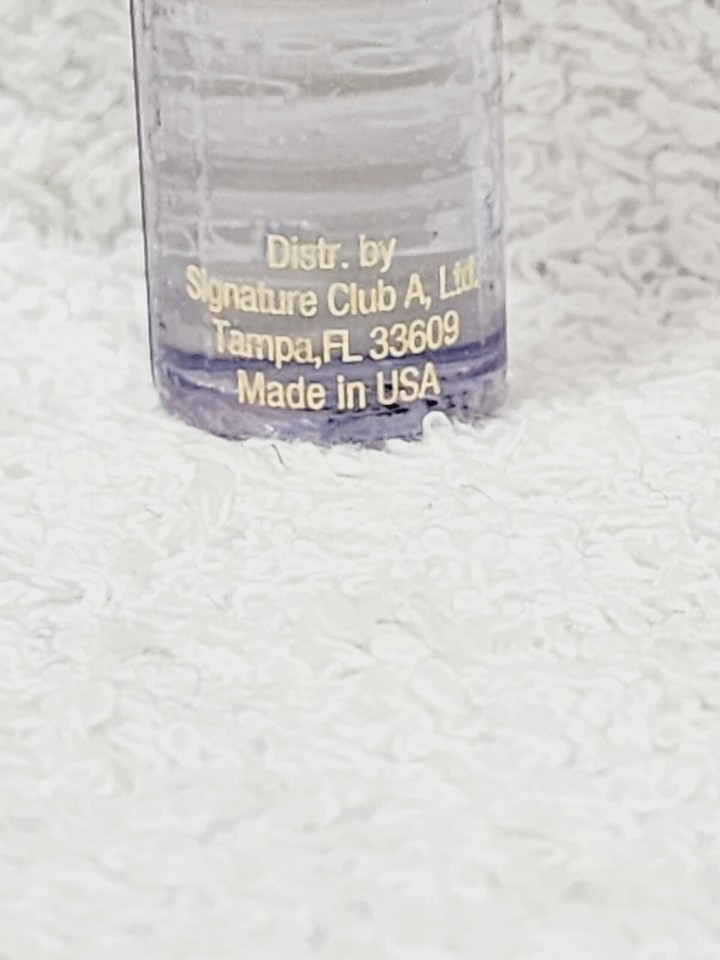 Distr. by
Signature Club A, Ltd.
Tampa,FL 33609
Made in USA